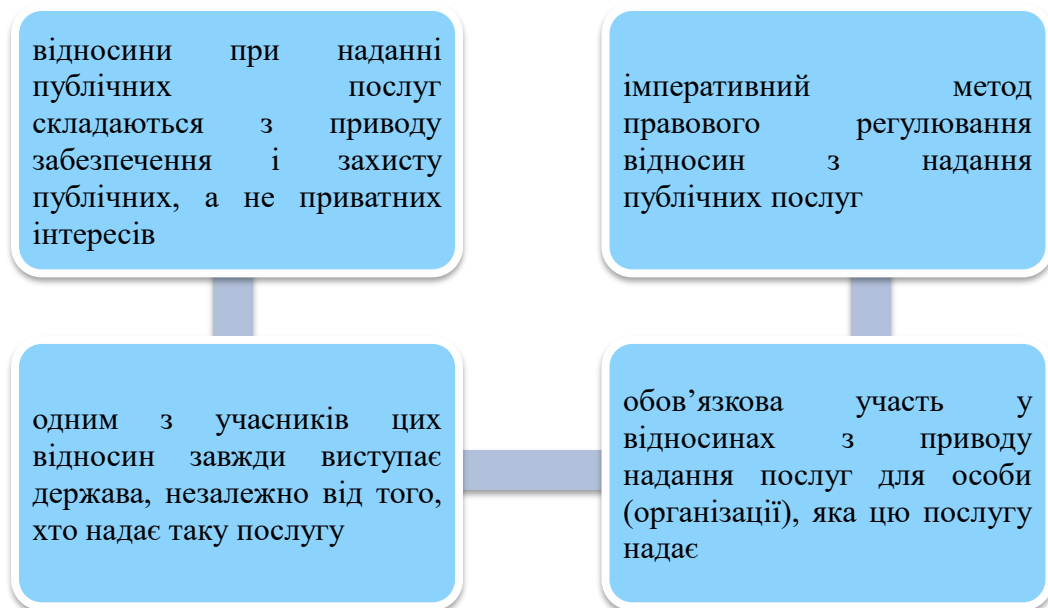 відносини при наданні
публічних послуг
складаються з приводу
забезпечення і захисту
публічних, а не приватних
інтересів
одним з учасників цих
відносин завжди виступає
держава, незалежно від того,
хто надає таку послугу
обов’язкова участь у
відносинах з приводу
надання послуг для особи
(організації), яка цю послугу
надає
імперативний метод
правового регулювання
відносин з надання
публічних послуг